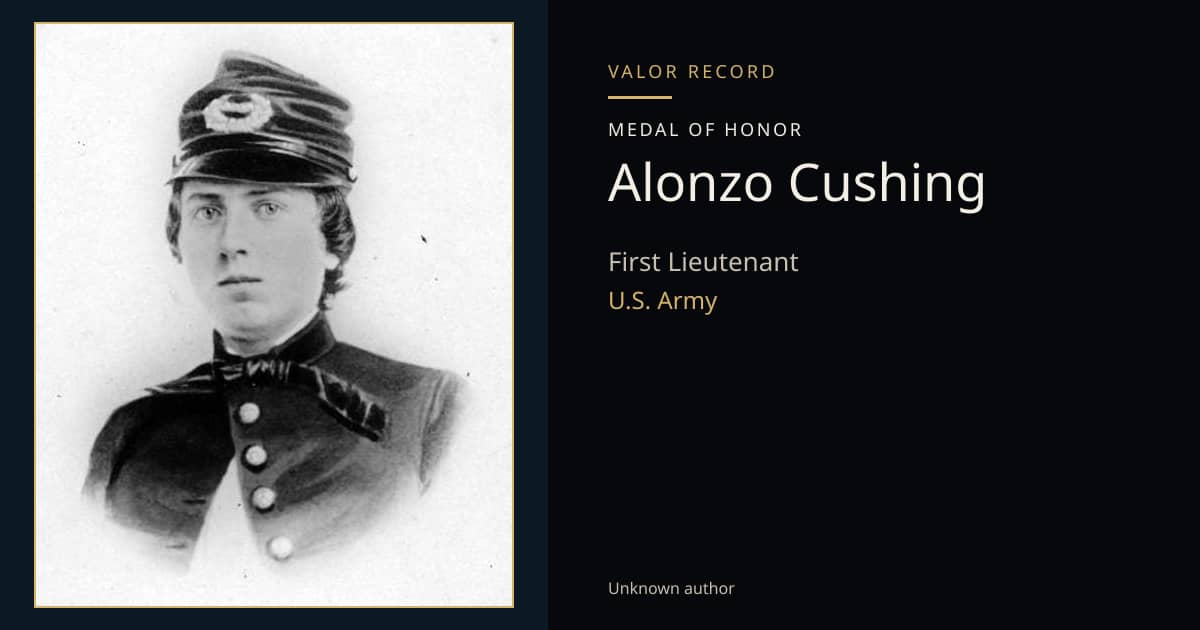 VALOR RECORD
MEDAL OF HONOR
Alonzo Cushing
First Lieutenant
U.S. Army
Unknown author